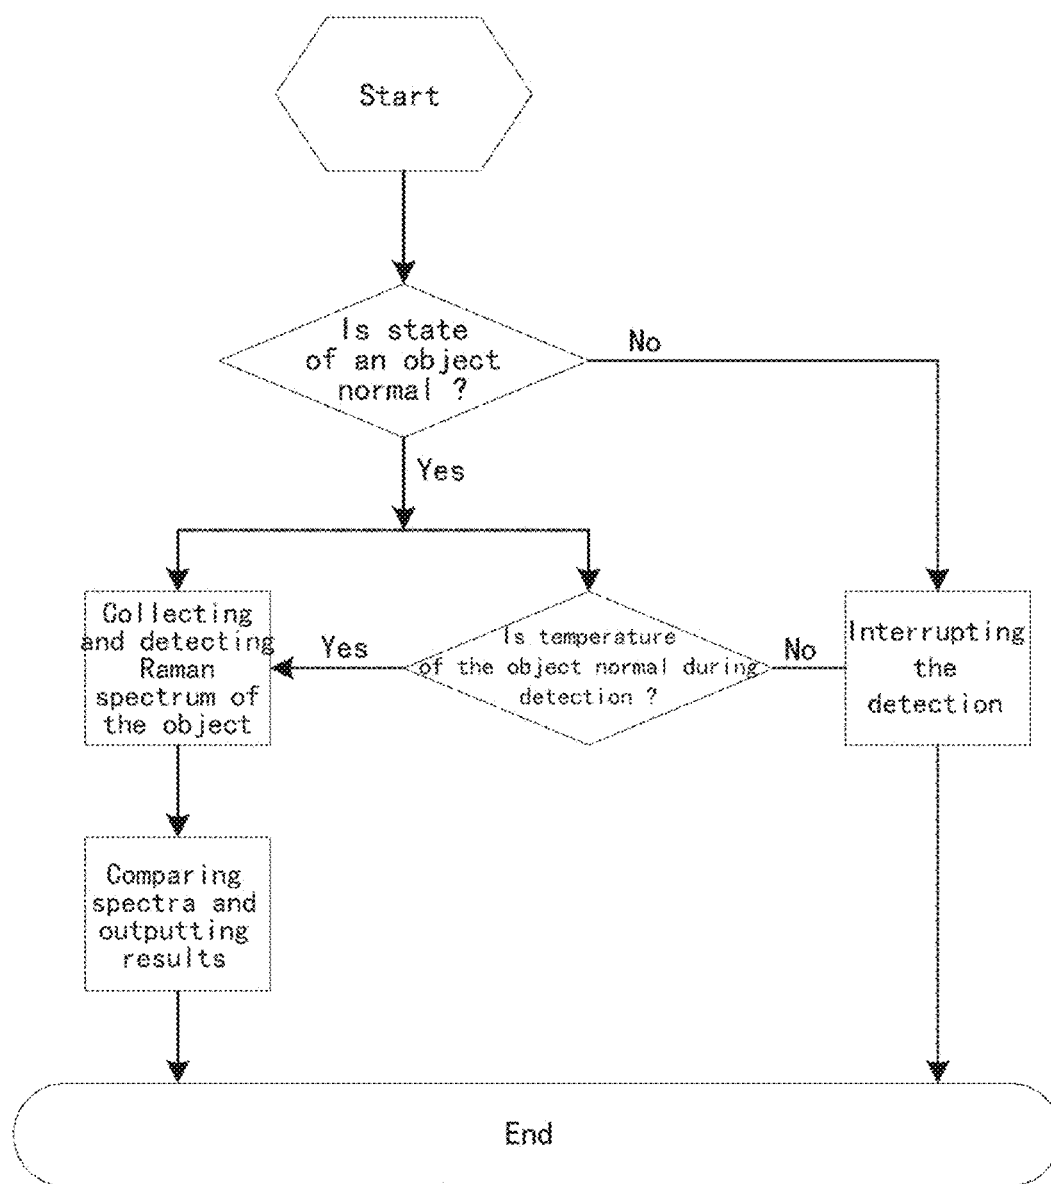 Start
Is state
of an object
normal ?
No
Yes
Collecting
and detecting
Raman
spectrum of
the object
Yes
Is temperature
of the object normal during
detection ?
No
Interrupting
the
detection
Comparing
spectra and
outputting
results
End